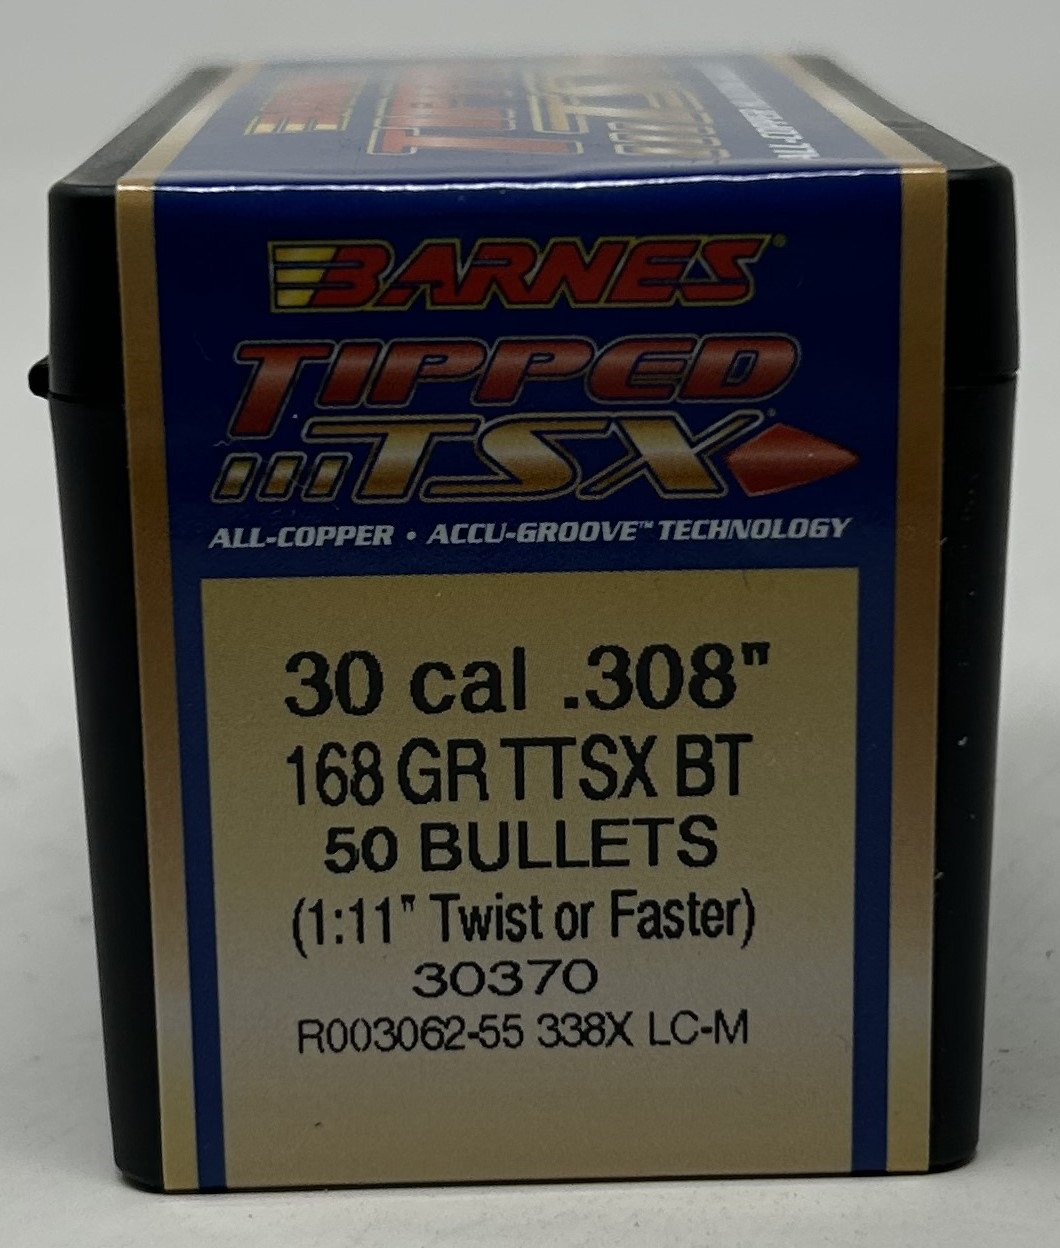 BARNES®
TIPPED
TSX
ALL-COPPER • ACCU-GROOVE™ TECHNOLOGY
30 cal .308"
168 GR TTSX BT
50 BULLETS
(1:11" Twist or Faster)
30370
R003062-55 338X LC-M